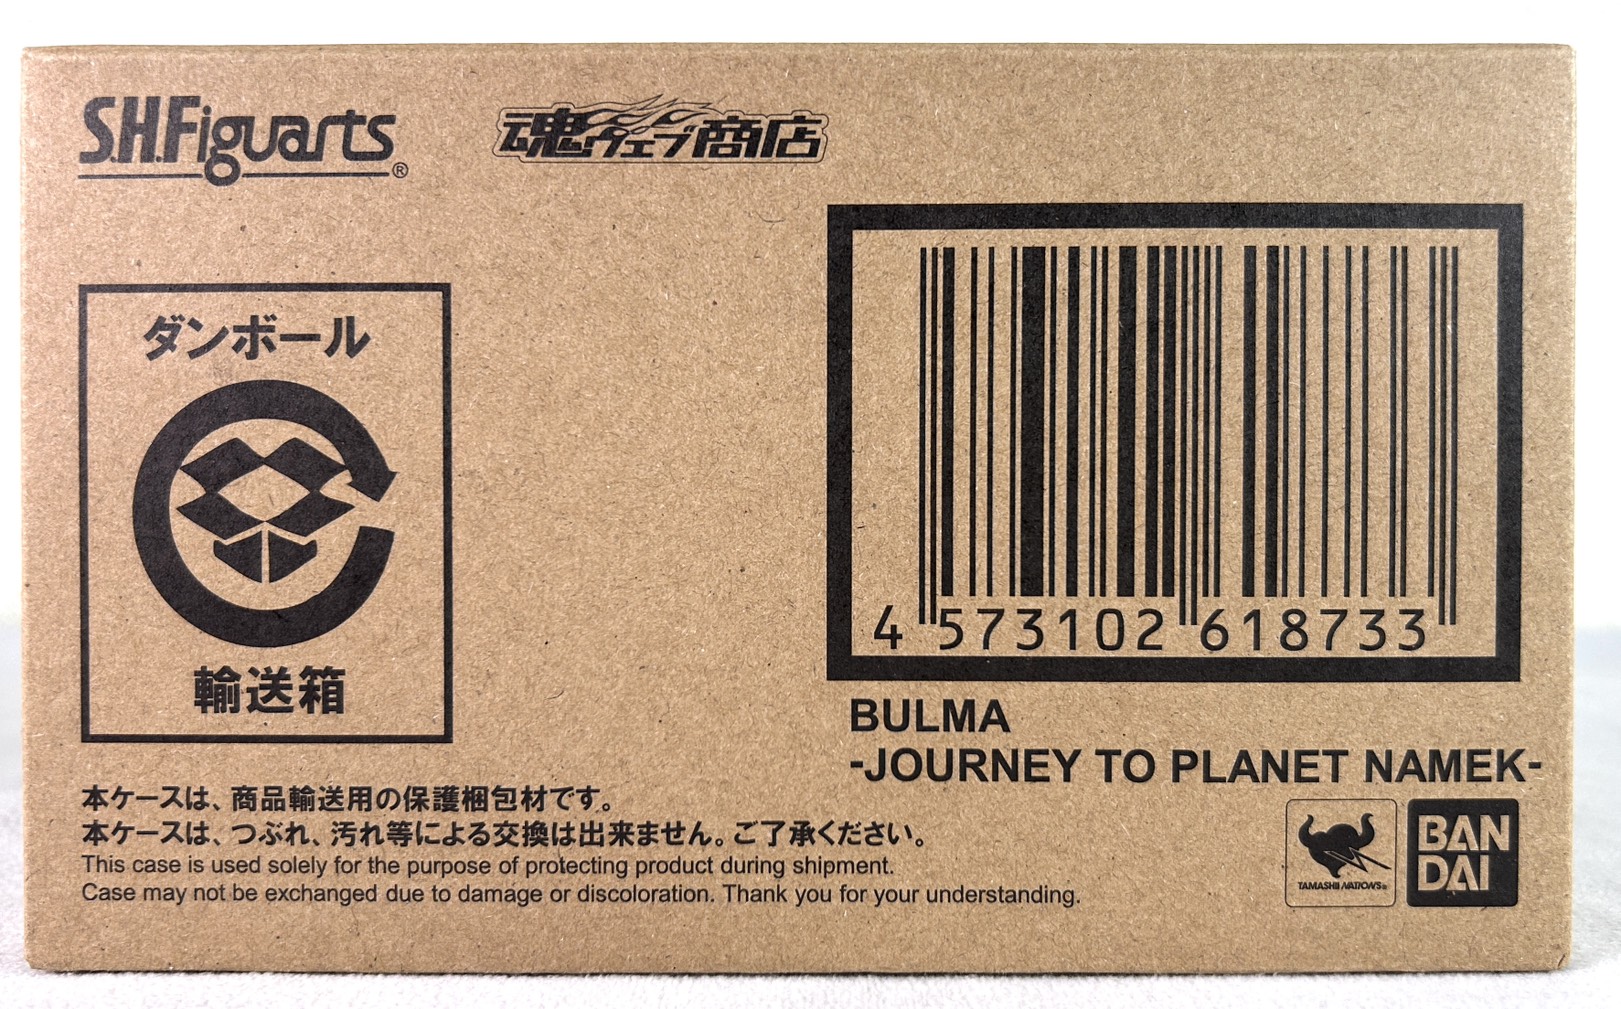 S.H.Figuarts®
魂ウェブ商店
ダンボール
輸送箱
4 573102 618733
BULMA
-JOURNEY TO PLANET NAMEK-
本ケースは、商品輸送用の保護梱包材です。
本ケースは、つぶれ、汚れ等による交換は出来ません。ご了承ください。
This case is used solely for the purpose of protecting product during shipment.
Case may not be exchanged due to damage or discoloration. Thank you for your understanding.
TAMASHII NATIONS®
BAN
DAI